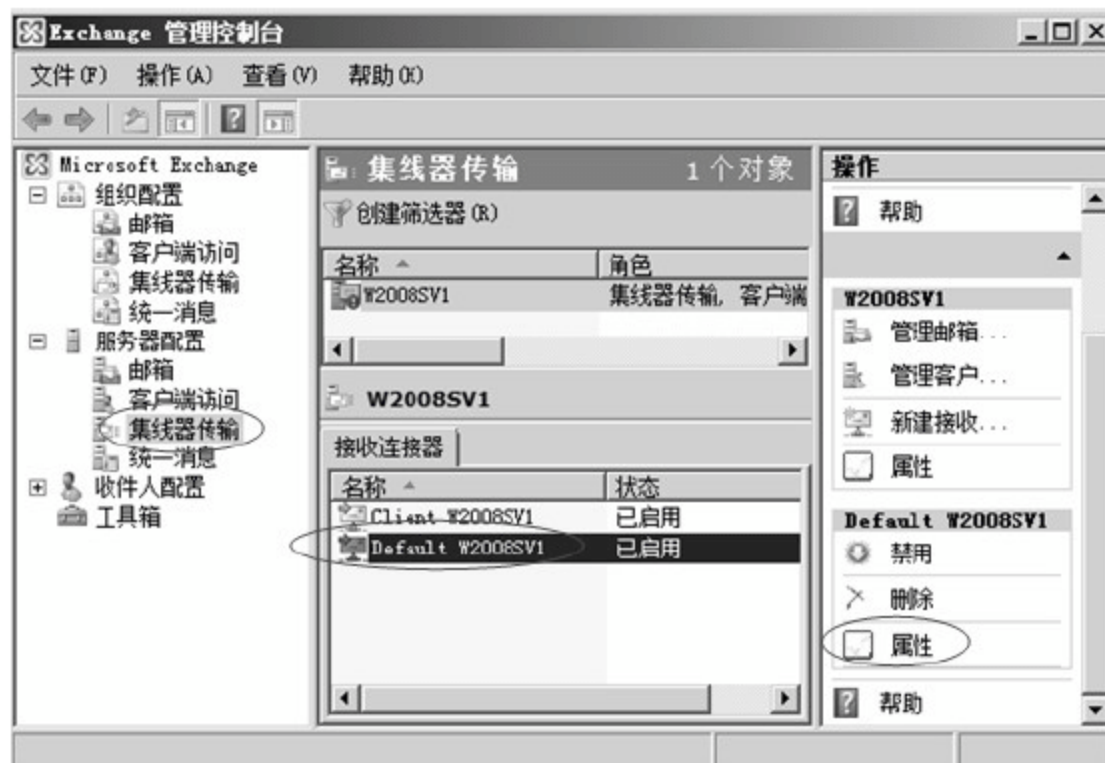 Exchange 管理控制台
文件(F) 操作(A) 查看(V) 帮助(H)
Microsoft Exchange
组织配置
邮箱
客户端访问
集线器传输
统一消息
服务器配置
邮箱
客户端访问
集线器传输
统一消息
收件人配置
工具箱
集线器传输 1 个对象
创建筛选器(R)
名称 角色
W2008SV1 集线器传输, 客户端
W2008SV1
接收连接器
名称 状态
Client W2008SV1 已启用
Default W2008SV1 已启用
操作
帮助
W2008SV1
管理邮箱...
管理客户...
新建接收...
属性
Default W2008SV1
禁用
删除
属性
帮助